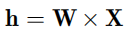 h = W × X